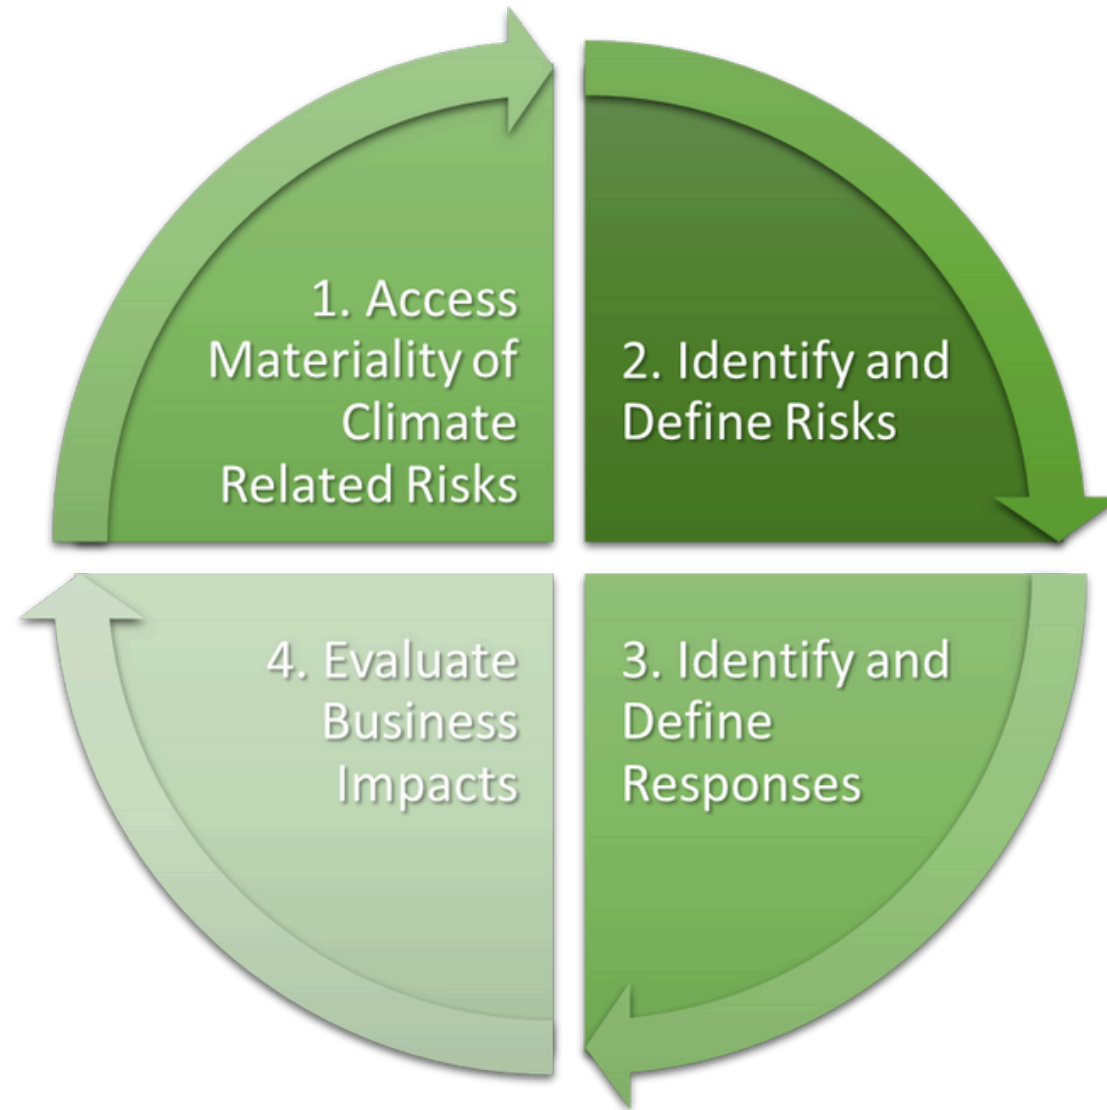 1. Access
Materiality of
Climate
Related Risks
2. Identify and
Define Risks
3. Identify and
Define
Responses
4. Evaluate
Business
Impacts